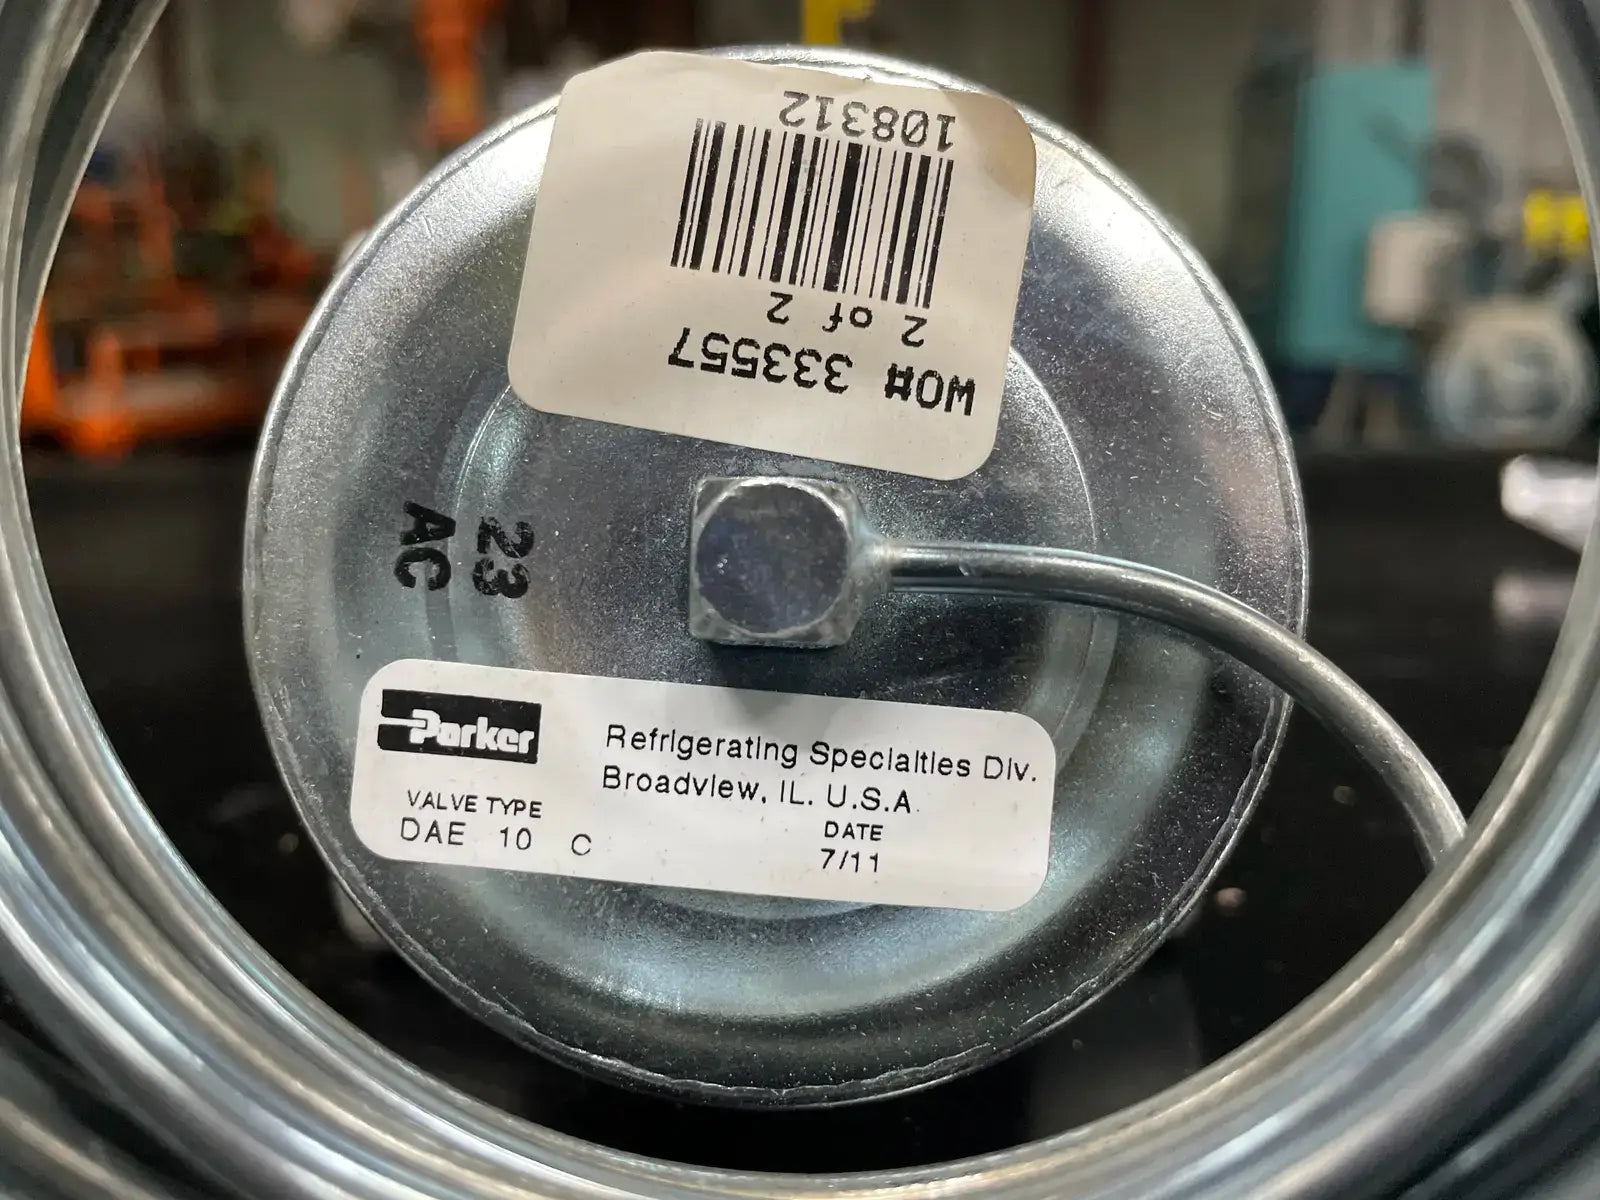 108312
2 of 2
WO# 333557
23
AC
Parker
Refrigerating Specialties Div.
Broadview, IL. U.S.A.
VALVE TYPE
DAE 10 C
DATE
7/11